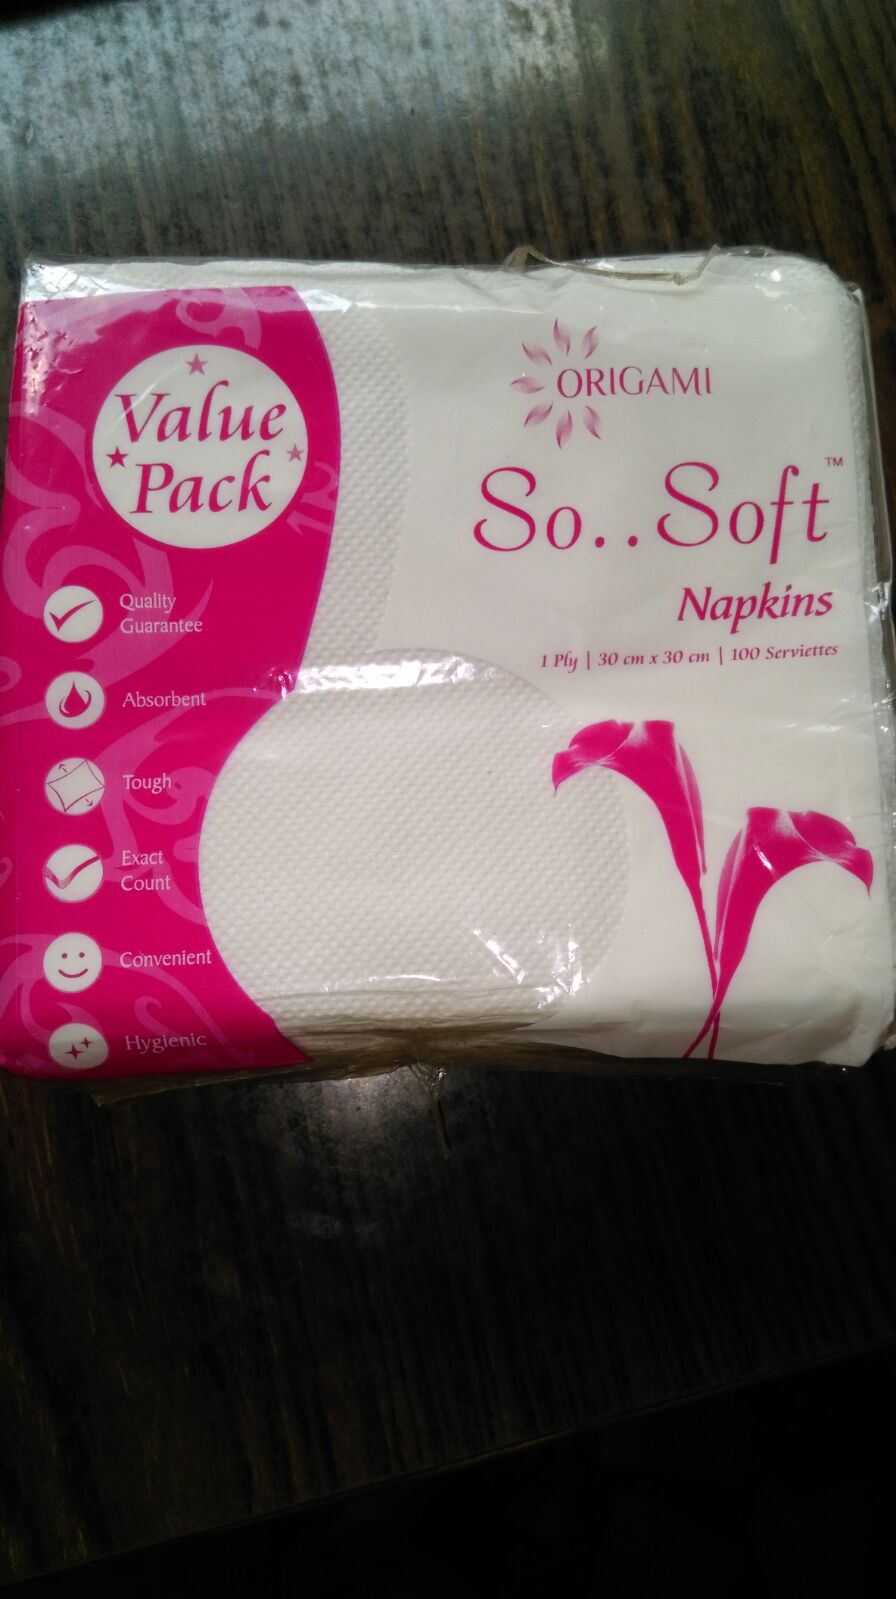 Value
Pack
Quality
Guarantee
Absorbent
Tough
Exact
Count
Convenient
Hygienic
ORIGAMI
So..Soft™
Napkins
1 Ply | 30 cm x 30 cm | 100 Serviettes